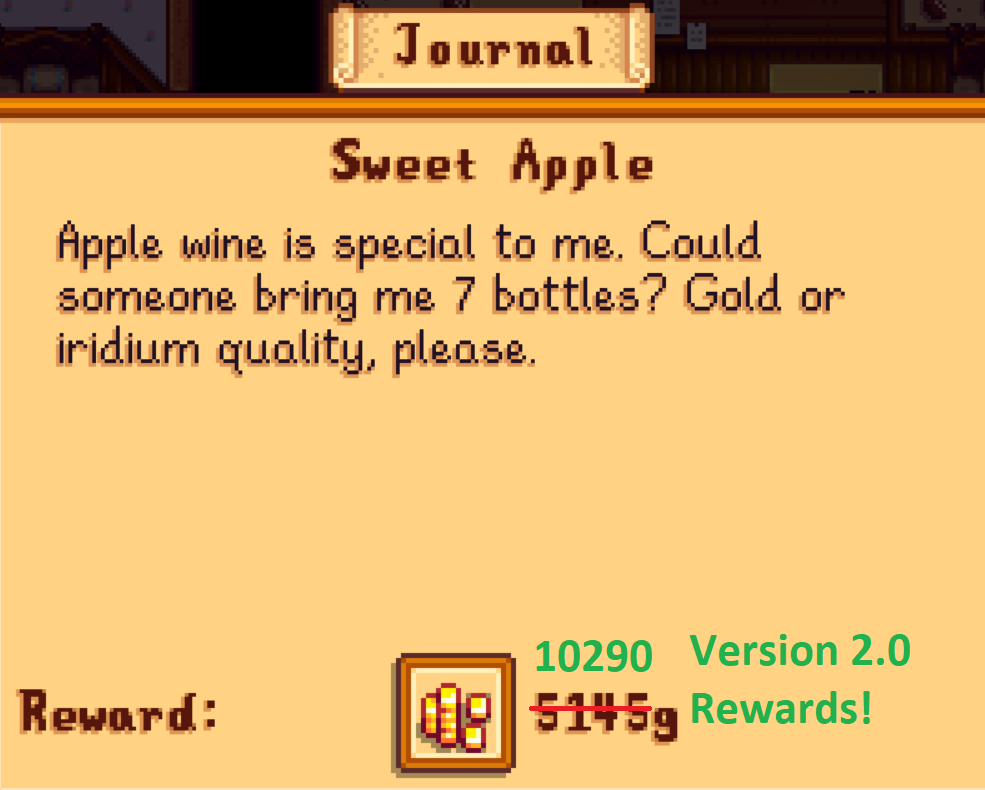 Journal
Sweet Apple
Apple wine is special to me. Could
someone bring me 7 bottles? Gold or
iridium quality, please.
10290 Version 2.0
Reward: 5145g Rewards!